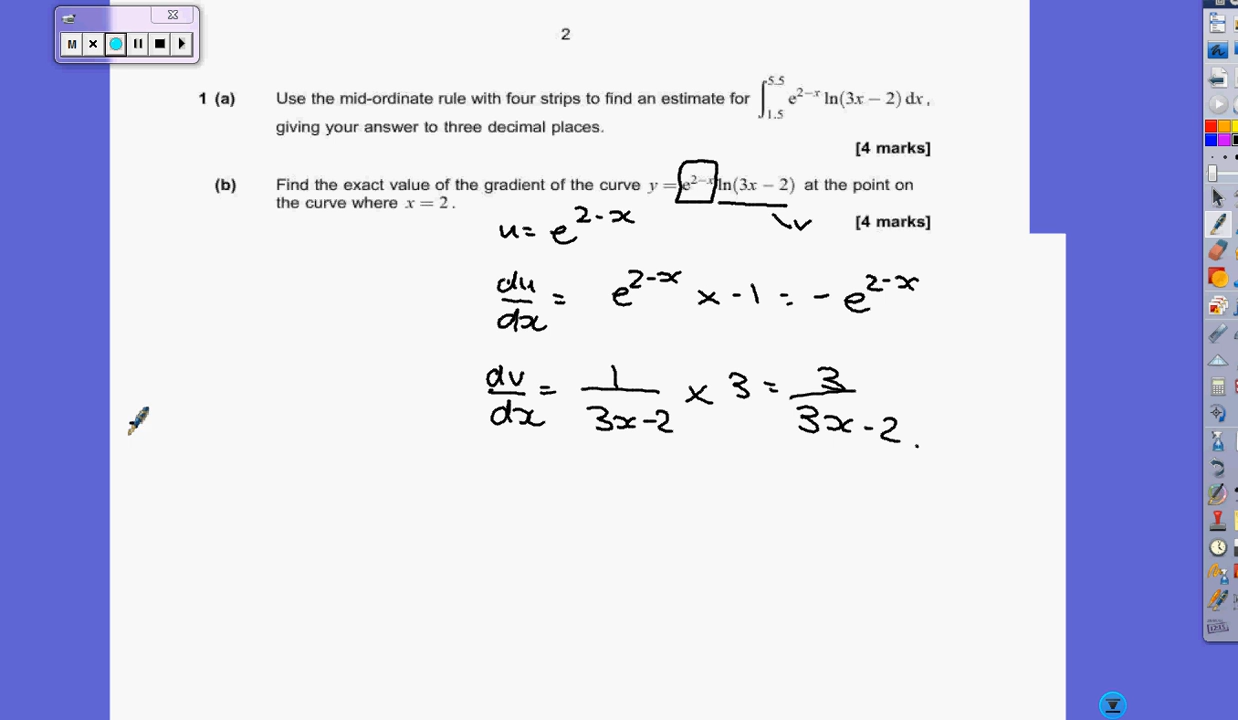 M
2
1 (a) Use the mid-ordinate rule with four strips to find an estimate for ∫_{1.5}^{5.5} e^{2−x} ln(3x − 2) dx,
giving your answer to three decimal places.
[4 marks]
(b) Find the exact value of the gradient of the curve y = e^{2−x} ln(3x − 2) at the point on
the curve where x = 2.
[4 marks]
v
u = e^{2-x}
du/dx = e^{2-x} x -1 = - e^{2-x}
dv/dx = 1/(3x-2) x 3 = 3/(3x-2).